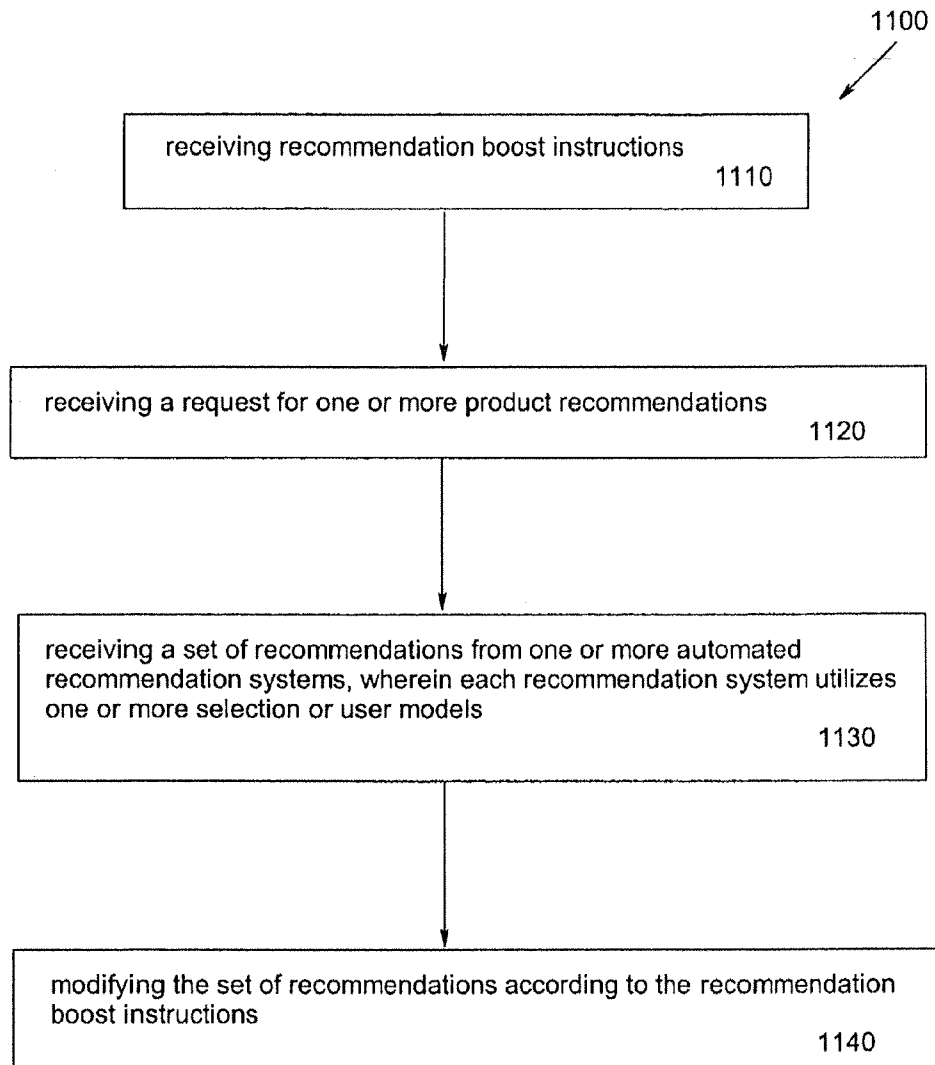 1100
receiving recommendation boost instructions
1110
receiving a request for one or more product recommendations
1120
receiving a set of recommendations from one or more automated
recommendation systems, wherein each recommendation system utilizes
one or more selection or user models
1130
modifying the set of recommendations according to the recommendation
boost instructions
1140